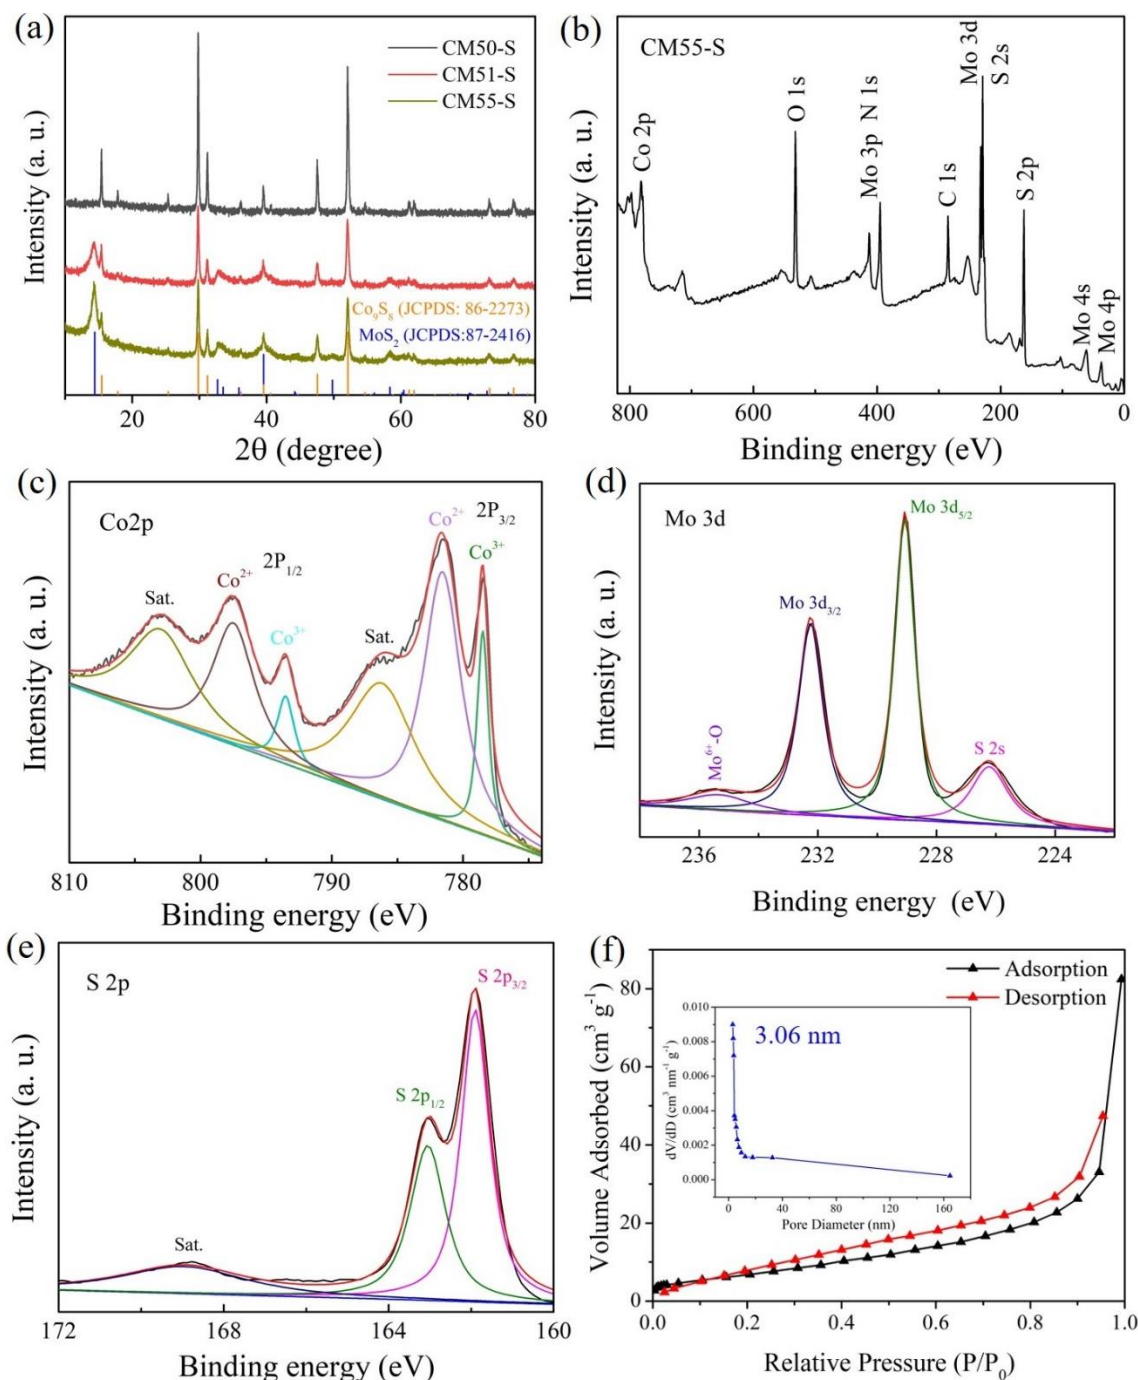 (a)
CM50-S
CM51-S
CM55-S
Co₉S₈ (JCPDS: 86-2273)
MoS₂ (JCPDS:87-2416)
Intensity (a. u.)
20 40 60 80
2θ (degree)
(b)
CM55-S
Co 2p
O 1s
Mo 3p N 1s
C 1s
Mo 3d
S 2s
S 2p
Mo 4s
Mo 4p
Intensity (a. u.)
800 600 400 200 0
Binding energy (eV)
(c)
Co2p
Sat.
Co²⁺
2P₁/₂
Co³⁺
Sat.
Co²⁺
2P₃/₂
Co³⁺
Intensity (a. u.)
810 800 790 780
Binding energy (eV)
(d)
Mo 3d
Mo⁶⁺-O
Mo 3d₃/₂
Mo 3d₅/₂
S 2s
Intensity (a. u.)
236 232 228 224
Binding energy (eV)
(e)
S 2p
Sat.
S 2p₁/₂
S 2p₃/₂
Intensity (a. u.)
172 168 164 160
Binding energy (eV)
(f)
Adsorption
Desorption
Volume Adsorbed (cm³ g⁻¹)
80
60
40
20
0
0.0 0.2 0.4 0.6 0.8 1.0
Relative Pressure (P/P₀)
3.06 nm
dV/dD (cm³ nm⁻¹ g⁻¹)
0.010
0.008
0.006
0.004
0.002
0.000
0 40 80 120 160
Pore Diameter (nm)